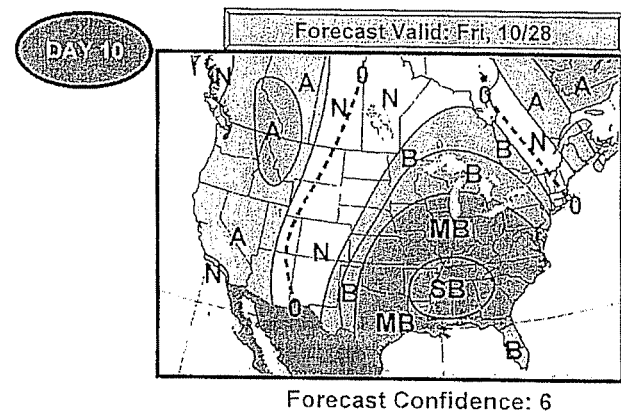 DAY 10
Forecast Valid: Fri, 10/28
N A N 0 N 0 A A
A B B N
B 0
A N MB
N B SB
0 MB
B
Forecast Confidence: 6